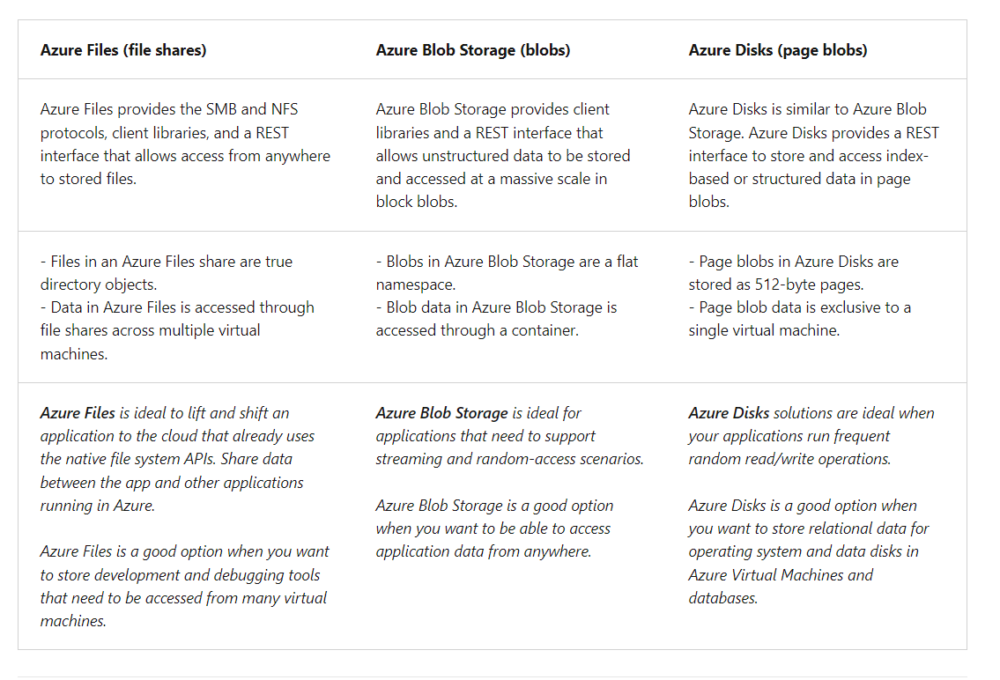 Azure Files (file shares)
Azure Blob Storage (blobs)
Azure Disks (page blobs)
Azure Files provides the SMB and NFS
protocols, client libraries, and a REST
interface that allows access from anywhere
to stored files.
Azure Blob Storage provides client
libraries and a REST interface that
allows unstructured data to be stored
and accessed at a massive scale in
block blobs.
Azure Disks is similar to Azure Blob
Storage. Azure Disks provides a REST
interface to store and access index-
based or structured data in page
blobs.
- Files in an Azure Files share are true
directory objects.
- Data in Azure Files is accessed through
file shares across multiple virtual
machines.
- Blobs in Azure Blob Storage are a flat
namespace.
- Blob data in Azure Blob Storage is
accessed through a container.
- Page blobs in Azure Disks are
stored as 512-byte pages.
- Page blob data is exclusive to a
single virtual machine.
Azure Files is ideal to lift and shift an
application to the cloud that already uses
the native file system APIs. Share data
between the app and other applications
running in Azure.
Azure Files is a good option when you want
to store development and debugging tools
that need to be accessed from many virtual
machines.
Azure Blob Storage is ideal for
applications that need to support
streaming and random-access scenarios.
Azure Blob Storage is a good option
when you want to be able to access
application data from anywhere.
Azure Disks solutions are ideal when
your applications run frequent
random read/write operations.
Azure Disks is a good option when
you want to store relational data for
operating system and data disks in
Azure Virtual Machines and
databases.